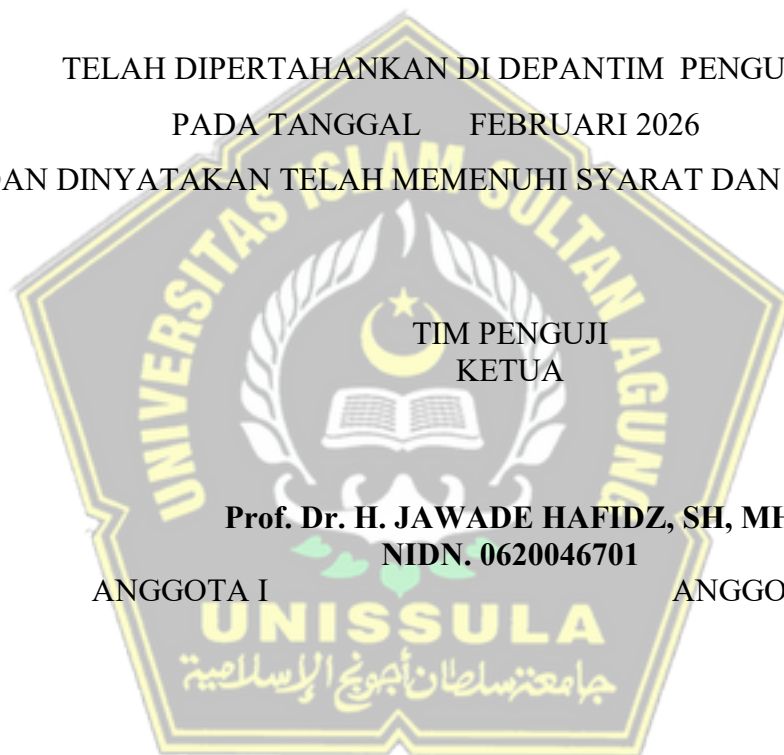 TELAH DIPERTAHANKAN DI DEPANTIM PENGU
PADA TANGGAL FEBRUARI 2026
DAN DINYATAKAN TELAH MEMENUHI SYARAT DAN
UNIVERSITAS ISLAM SULTAN AGUNG
TIM PENGUJI
KETUA
Prof. Dr. H. JAWADE HAFIDZ, SH, MH
NIDN. 0620046701
ANGGOTA I ANGGO
UNISSULA
جامعة سلطان أجونج الإسلامية